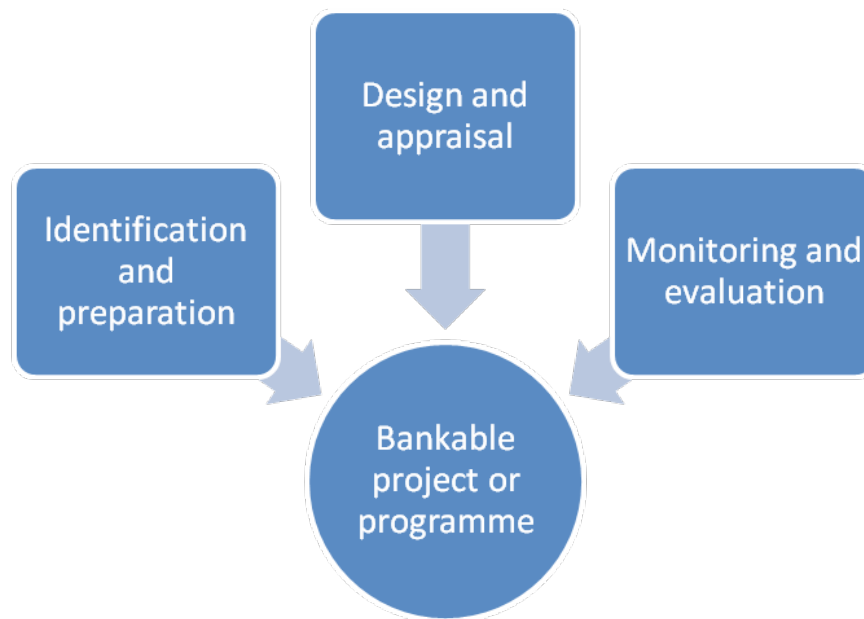 Design and
appraisal
Identification
and
preparation
Monitoring and
evaluation
Bankable
project or
programme